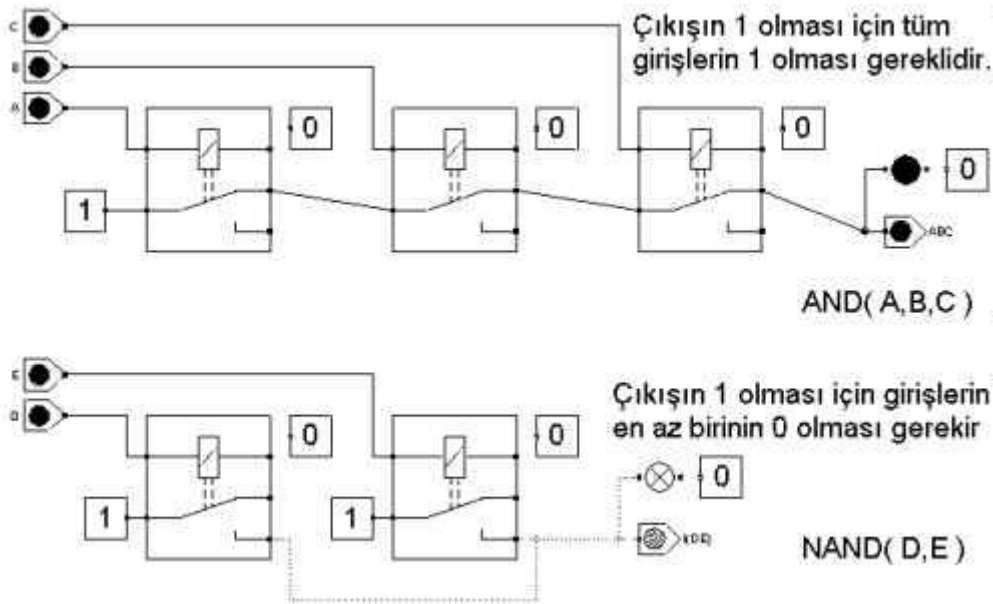 C
Çıkışın 1 olması için tüm
girişlerin 1 olması gereklidir.
B
A
0
0
0
0
1
ABC
AND( A,B,C )
E
Çıkışın 1 olması için girişlerin
en az birinin 0 olması gerekir
D
0
0
0
1
1
NAND( D,E )